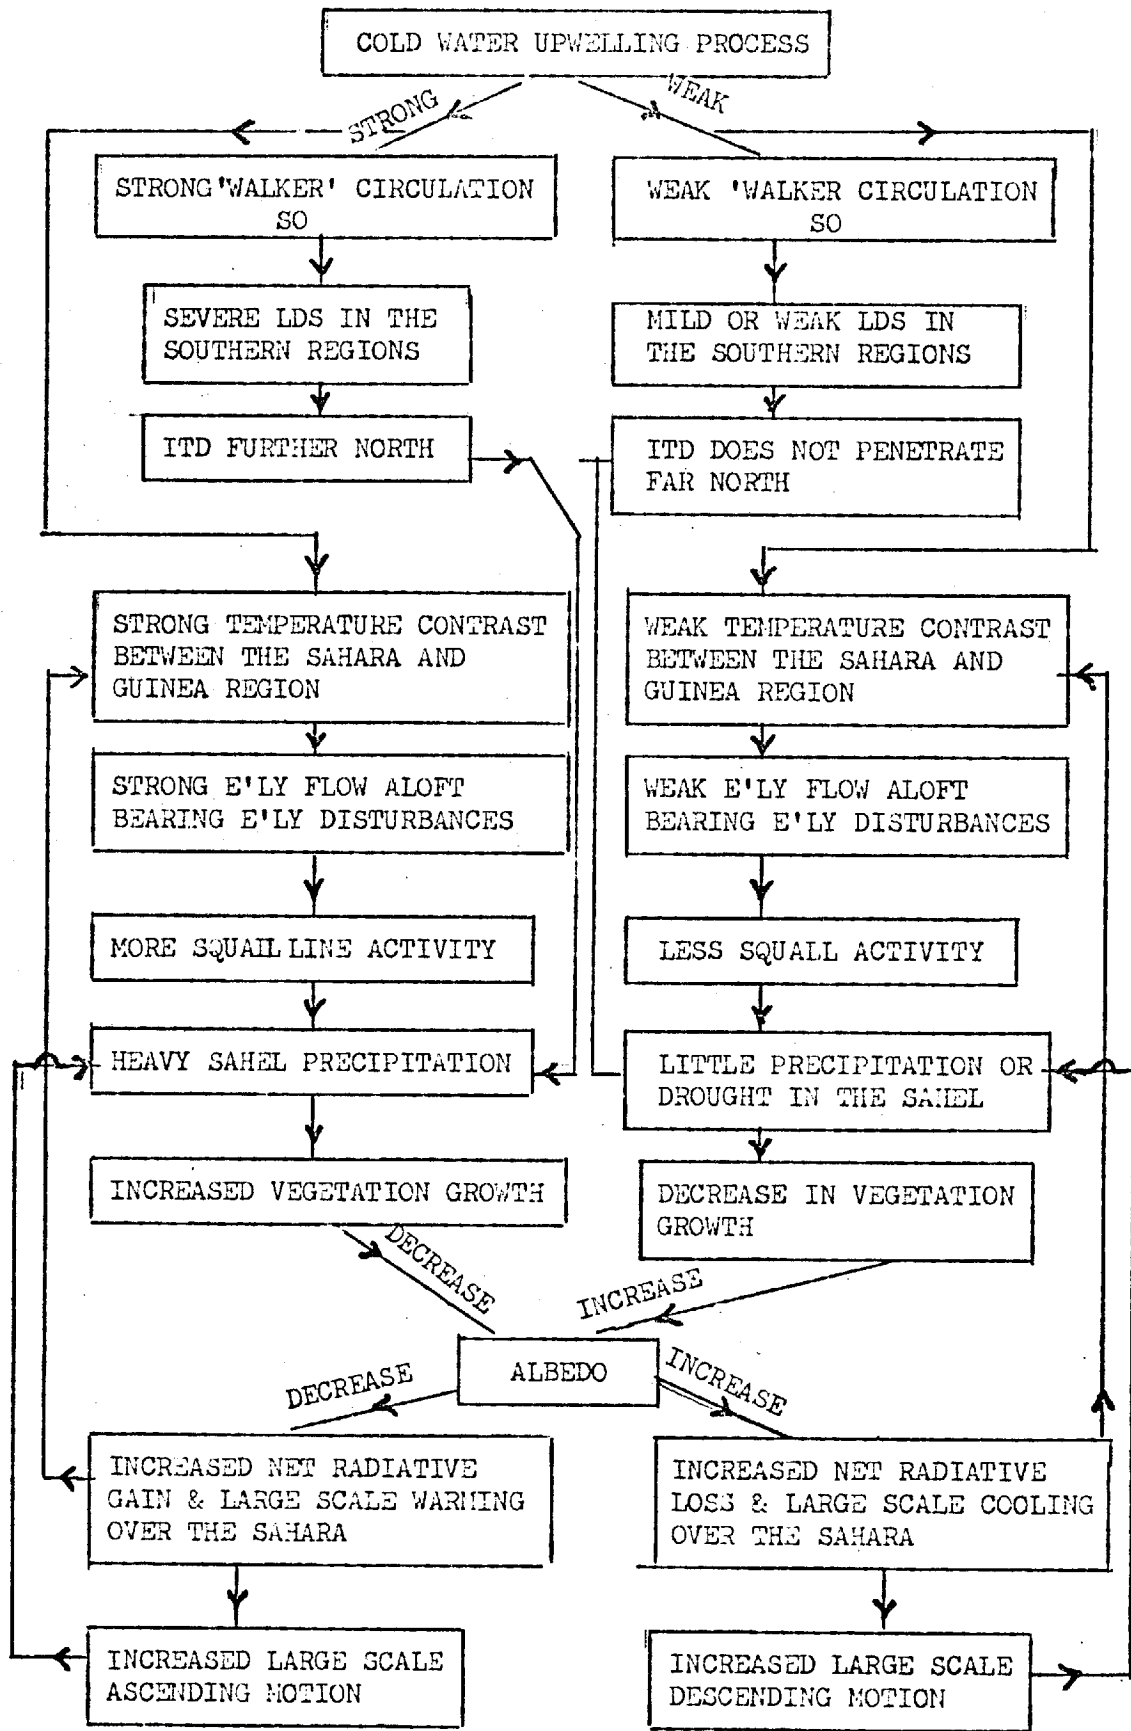 COLD WATER UPWELLING PROCESS
STRONG
WEAK
STRONG 'WALKER' CIRCULATION
SO
WEAK 'WALKER CIRCULATION
SO
SEVERE LDS IN THE
SOUTHERN REGIONS
MILD OR WEAK LDS IN
THE SOUTHERN REGIONS
ITD FURTHER NORTH
ITD DOES NOT PENETRATE
FAR NORTH
STRONG TEMPERATURE CONTRAST
BETWEEN THE SAHARA AND
GUINEA REGION
WEAK TEMPERATURE CONTRAST
BETWEEN THE SAHARA AND
GUINEA REGION
STRONG E'LY FLOW ALOFT
BEARING E'LY DISTURBANCES
WEAK E'LY FLOW ALOFT
BEARING E'LY DISTURBANCES
MORE SQUALL LINE ACTIVITY
LESS SQUALL ACTIVITY
HEAVY SAHEL PRECIPITATION
LITTLE PRECIPITATION OR
DROUGHT IN THE SAHEL
INCREASED VEGETATION GROWTH
DECREASE IN VEGETATION
GROWTH
DECREASE
INCREASE
ALBEDO
DECREASE
INCREASE
INCREASED NET RADIATIVE
GAIN & LARGE SCALE WARMING
OVER THE SAHARA
INCREASED NET RADIATIVE
LOSS & LARGE SCALE COOLING
OVER THE SAHARA
INCREASED LARGE SCALE
ASCENDING MOTION
INCREASED LARGE SCALE
DESCENDING MOTION